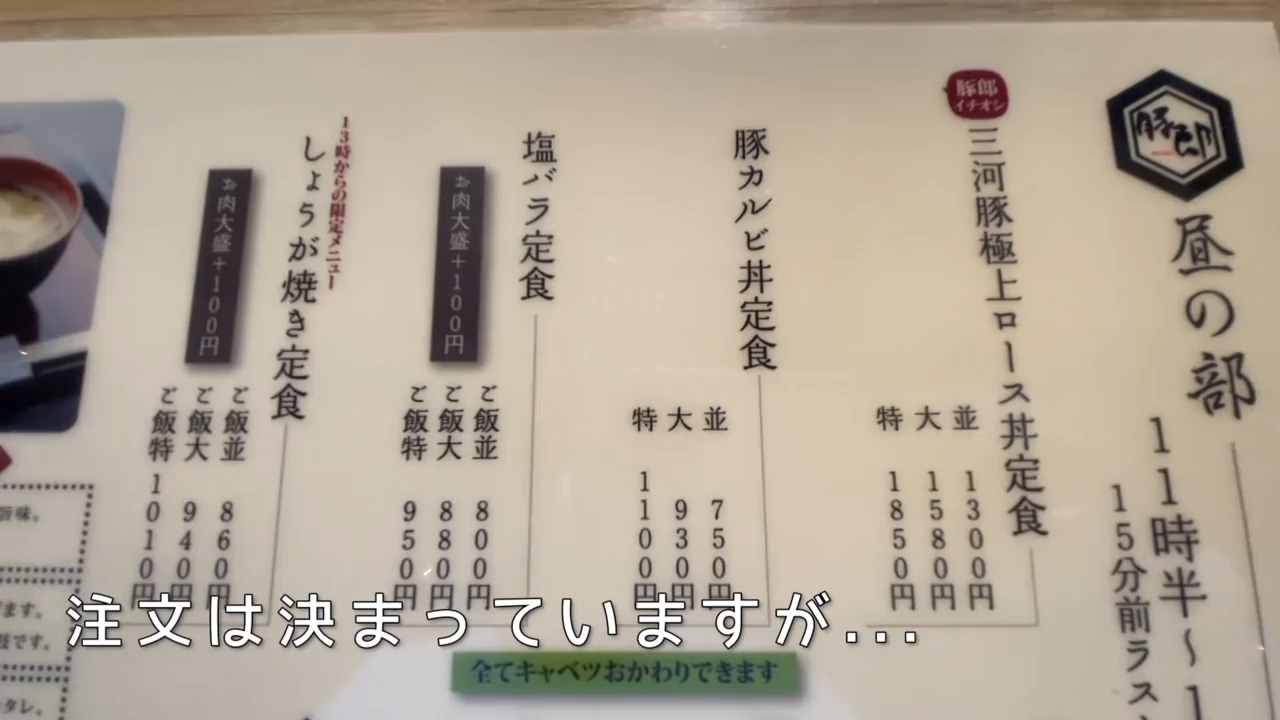 豚郎
昼の部
11時半〜1
15分前ラスト
豚郎
イチオシ
三河豚極上ロース丼定食
並 1300円
大 1580円
特 1850円
豚カルビ丼定食
並 750円
大 930円
特 1100円
塩バラ定食
お肉大盛+100円
ご飯並 800円
ご飯大 880円
ご飯特 950円
13時からの限定メニュー
しょうが焼き定食
お肉大盛+100円
ご飯並 860円
ご飯大 940円
ご飯特 1010円
全てキャベツおかわりできます
旨味。
ます。
です。
タレ。
注文は決まっていますが...